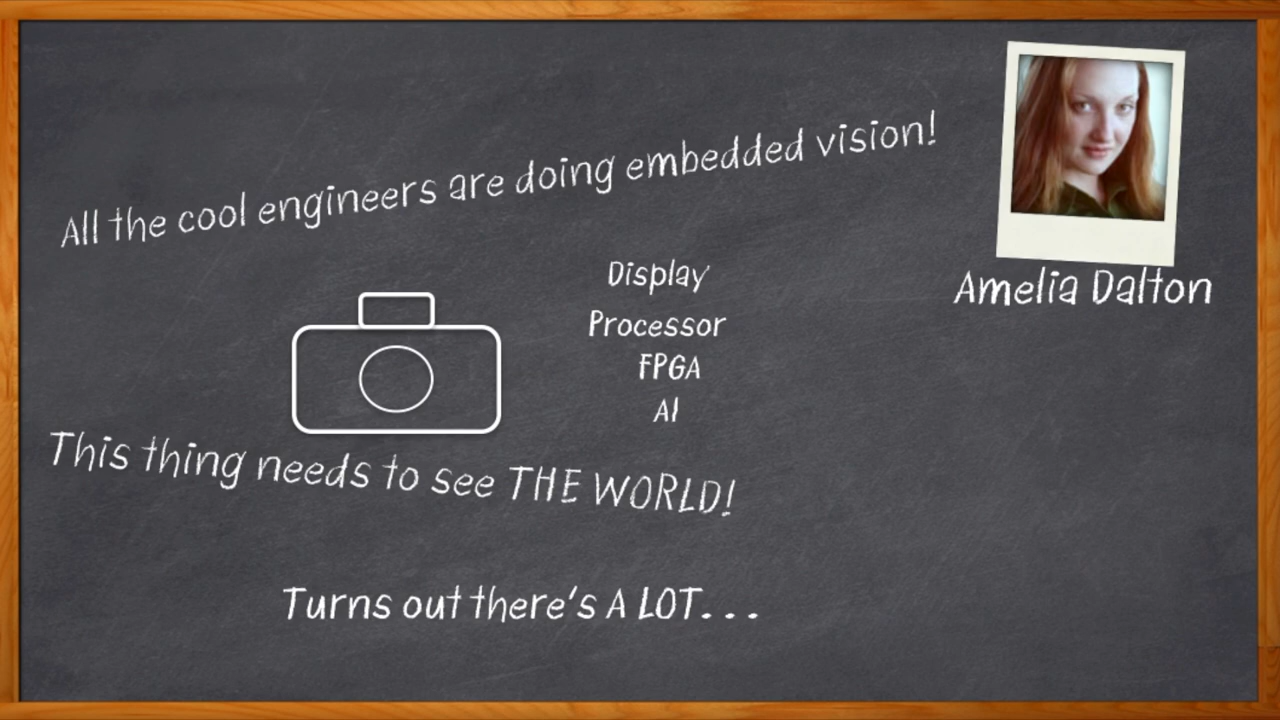 All the cool engineers are doing embedded vision!
Amelia Dalton
Display
Processor
FPGA
AI
This thing needs to see THE WORLD!
Turns out there's A LOT...